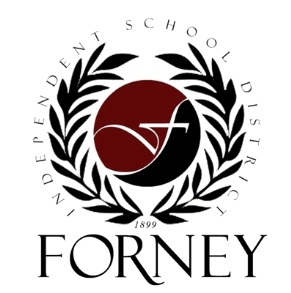 INDEPENDENT SCHOOL DISTRICT
f
1899
FORNEY